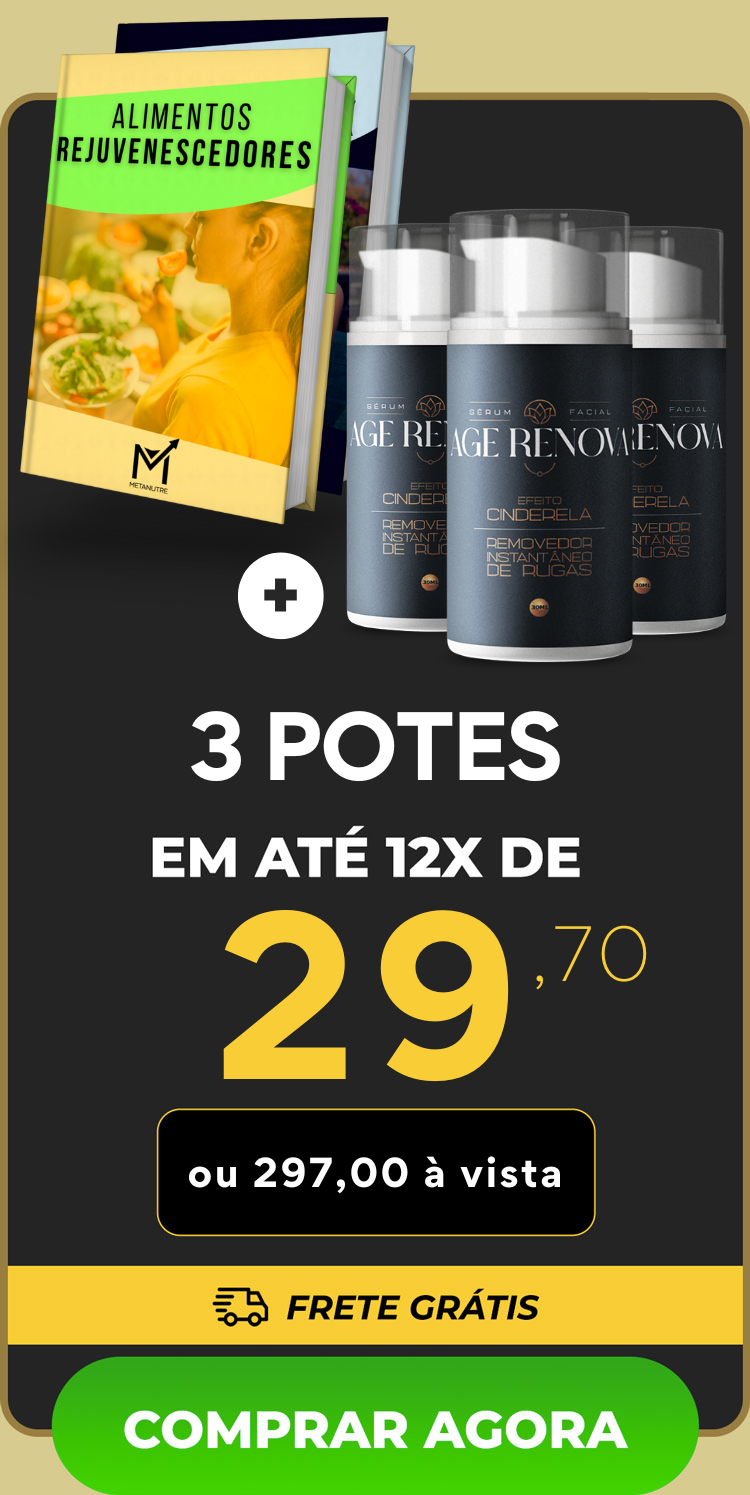 ALIMENTOS
REJUVENESCEDORES
METANUTRE
SÉRUM FACIAL
AGE RENOVA
EFEITO
CINDERELA
REMOVEDOR
INSTANTÂNEO
DE RUGAS
30ML
+
3 POTES
EM ATÉ 12X DE
29,70
ou 297,00 à vista
FRETE GRÁTIS
COMPRAR AGORA